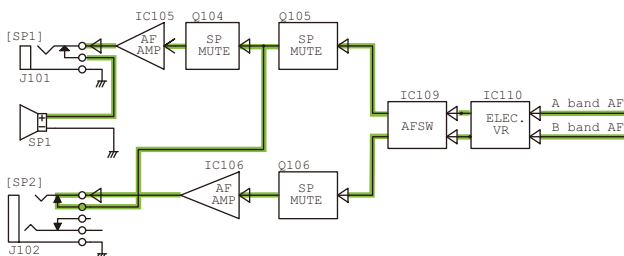 IC105
Q104
Q105
[SP1]
AF
AMP
SP
MUTE
SP
MUTE
J101
IC109
IC110
AFSW
ELEC.
VR
A band AF
B band AF
+
-
SP1
IC106
Q106
[SP2]
AF
AMP
SP
MUTE
J102